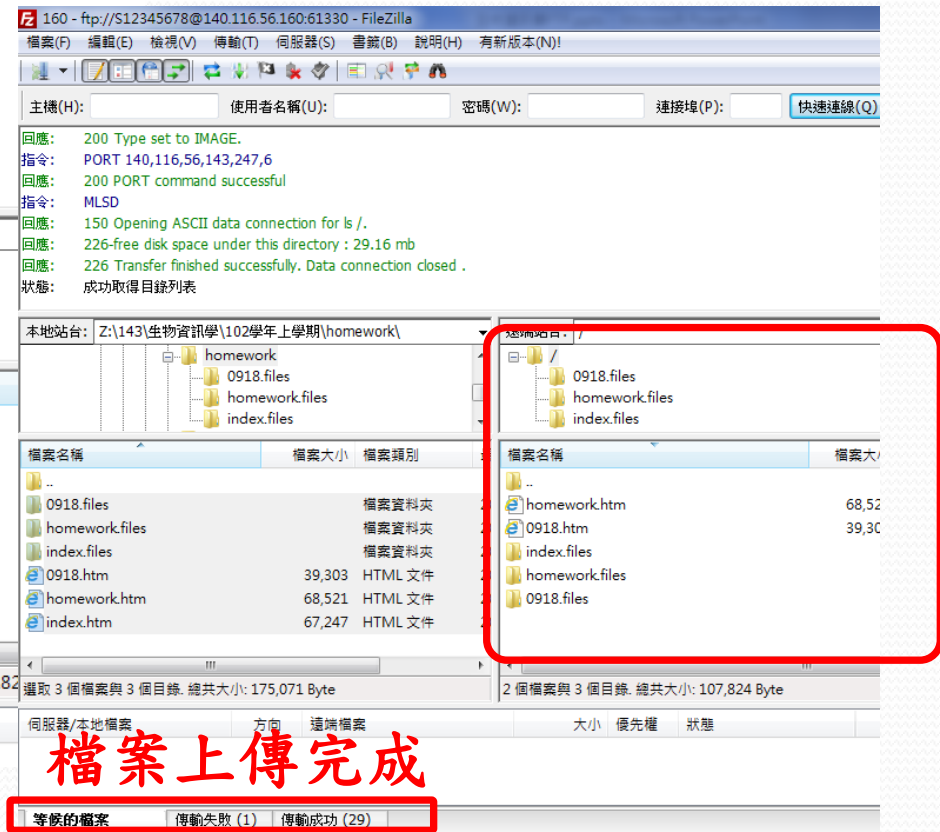 160 - ftp://S12345678@140.116.56.160:61330 - FileZilla
檔案(F) 編輯(E) 檢視(V) 傳輸(T) 伺服器(S) 書籤(B) 說明(H) 有新版本(N)!
主機(H): 使用者名稱(U): 密碼(W): 連接埠(P): 快速連線(Q)
回應: 200 Type set to IMAGE.
指令: PORT 140,116,56,143,247,6
回應: 200 PORT command successful
指令: MLSD
回應: 150 Opening ASCII data connection for ls /.
回應: 226-free disk space under this directory : 29.16 mb
回應: 226 Transfer finished successfully. Data connection closed .
狀態: 成功取得目錄列表
本地站台: Z:\143\生物資訊學\102學年上學期\homework\
homework
0918.files
homework.files
index.files
檔案名稱 檔案大小 檔案類別
..
0918.files 檔案資料夾
homework.files 檔案資料夾
index.files 檔案資料夾
0918.htm 39,303 HTML 文件
homework.htm 68,521 HTML 文件
index.htm 67,247 HTML 文件
選取 3 個檔案與 3 個目錄. 總共大小: 175,071 Byte
遠端站台: /
/
0918.files
homework.files
index.files
檔案名稱 檔案大
..
homework.htm 68,52
0918.htm 39,30
index.files
homework.files
0918.files
2 個檔案與 3 個目錄. 總共大小: 107,824 Byte
伺服器/本地檔案 方向 遠端檔案 大小 優先權 狀態
檔案上傳完成
等候的檔案 傳輸失敗 (1) 傳輸成功 (29)